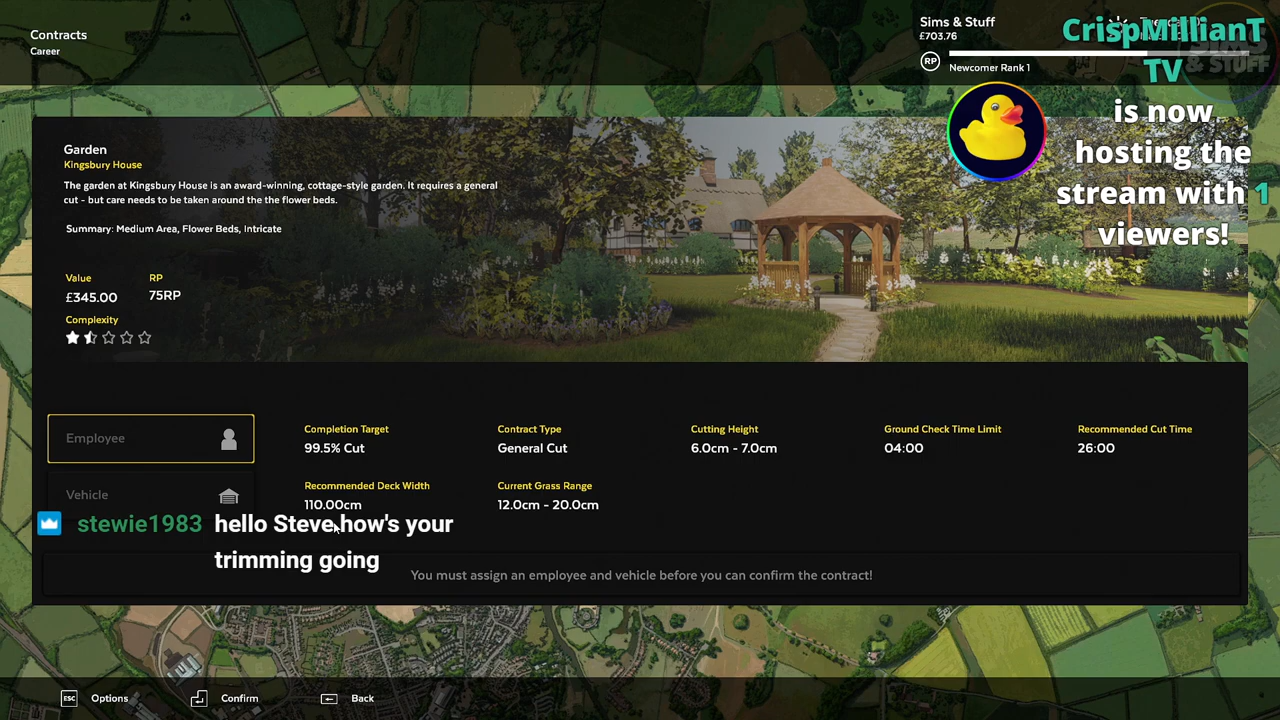 Contracts
Career
Sims & Stuff
£703.76
RP
Newcomer Rank 1
CrispMillianT
TV
is now
hosting the
stream with 1
viewers!
& STUFF
Garden
Kingsbury House
The garden at Kingsbury House is an award-winning, cottage-style garden. It requires a general
cut - but care needs to be taken around the the flower beds.
Summary: Medium Area, Flower Beds, Intricate
Value
RP
£345.00
75RP
Complexity
Employee
Vehicle
Completion Target
99.5% Cut
Contract Type
General Cut
Cutting Height
6.0cm - 7.0cm
Ground Check Time Limit
04:00
Recommended Cut Time
26:00
Recommended Deck Width
110.00cm
Current Grass Range
12.0cm - 20.0cm
stewie1983 hello Steve how's your
trimming going
You must assign an employee and vehicle before you can confirm the contract!
ESC Options
Confirm
Back